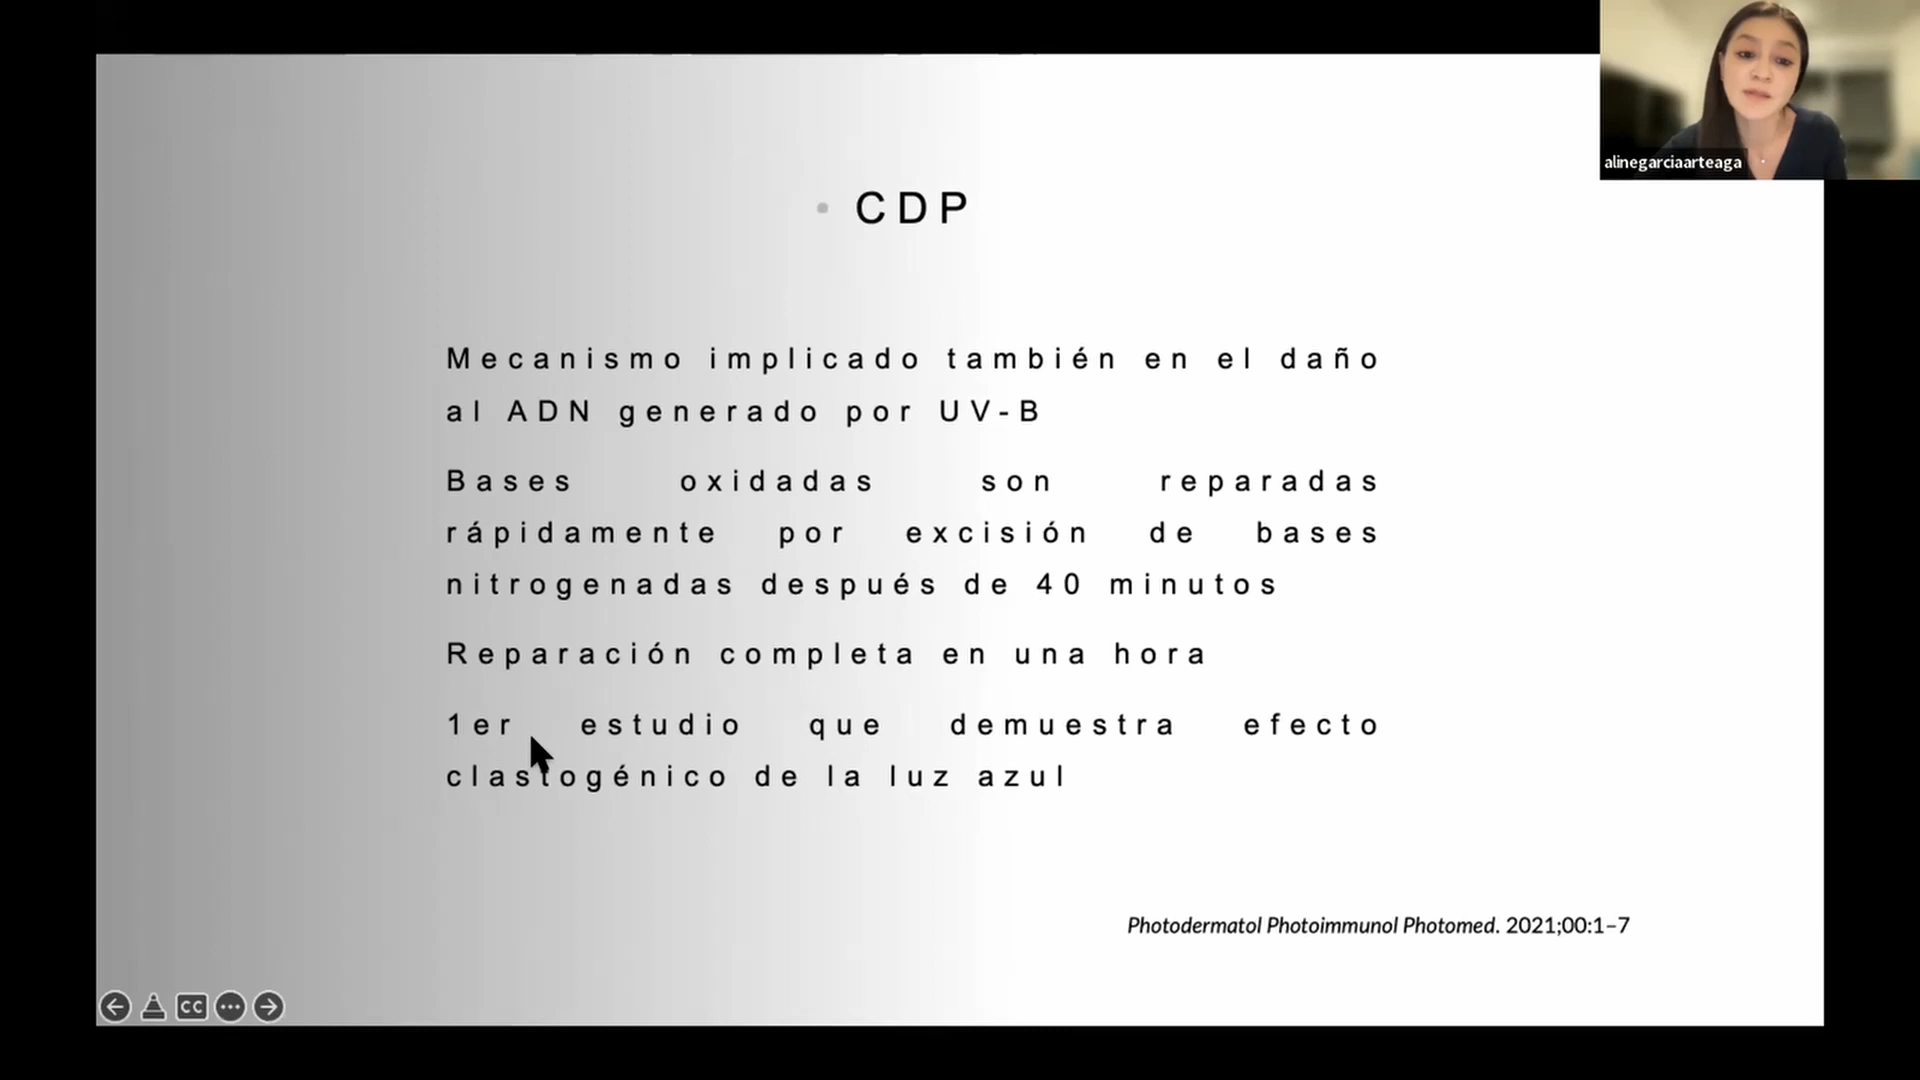 alinegarciaarteaga
• CDP
Mecanismo implicado también en el daño
al ADN generado por UV-B
Bases oxidadas son reparadas
rápidamente por excisión de bases
nitrogenadas después de 40 minutos
Reparación completa en una hora
1er estudio que demuestra efecto
clastogénico de la luz azul
Photodermatol Photoimmunol Photomed. 2021;00:1–7
CC